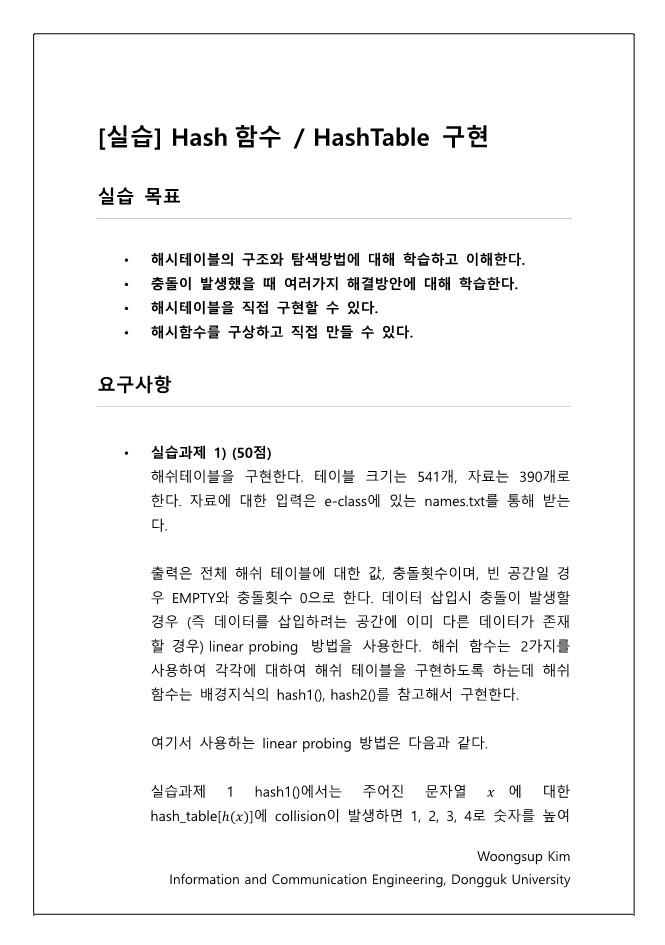 [실습] Hash 함수 / HashTable 구현
실습 목표
• 해시테이블의 구조와 탐색방법에 대해 학습하고 이해한다.
• 충돌이 발생했을 때 여러가지 해결방안에 대해 학습한다.
• 해시테이블을 직접 구현할 수 있다.
• 해시함수를 구상하고 직접 만들 수 있다.
요구사항
• 실습과제 1) (50점)
해쉬테이블을 구현한다. 테이블 크기는 541개, 자료는 390개로
한다. 자료에 대한 입력은 e-class에 있는 names.txt를 통해 받는
다.
출력은 전체 해쉬 테이블에 대한 값, 충돌횟수이며, 빈 공간일 경
우 EMPTY와 충돌횟수 0으로 한다. 데이터 삽입시 충돌이 발생할
경우 (즉 데이터를 삽입하려는 공간에 이미 다른 데이터가 존재
할 경우) linear probing 방법을 사용한다. 해쉬 함수는 2가지를
사용하여 각각에 대하여 해쉬 테이블을 구현하도록 하는데 해쉬
함수는 배경지식의 hash1(), hash2()를 참고해서 구현한다.
여기서 사용하는 linear probing 방법은 다음과 같다.
실습과제 1 hash1()에서는 주어진 문자열 x 에 대한
hash_table[h(x)]에 collision이 발생하면 1, 2, 3, 4로 숫자를 높여
Woongsup Kim
Information and Communication Engineering, Dongguk University